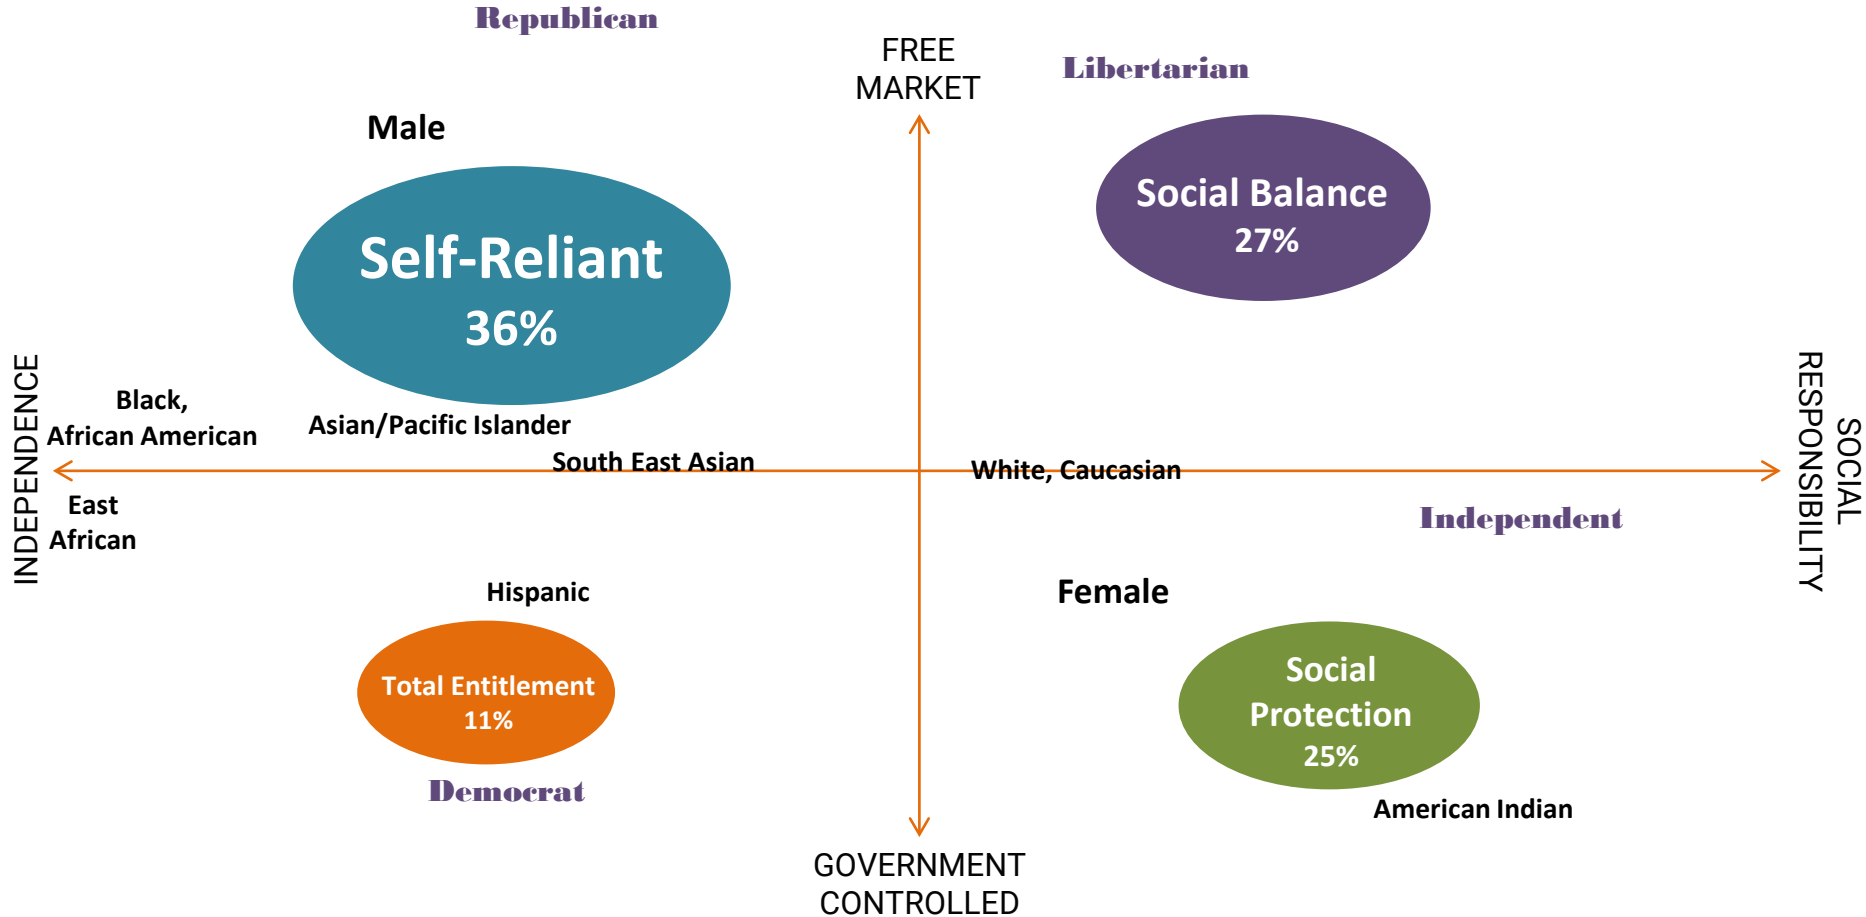 Republican
FREE
MARKET
Libertarian
Male
Self-Reliant
36%
Social Balance
27%
INDEPENDENCE
Black,
African American
Asian/Pacific Islander
South East Asian
White, Caucasian
SOCIAL
RESPONSIBILITY
East
African
Independent
Hispanic
Female
Total Entitlement
11%
Social
Protection
25%
Democrat
American Indian
GOVERNMENT
CONTROLLED